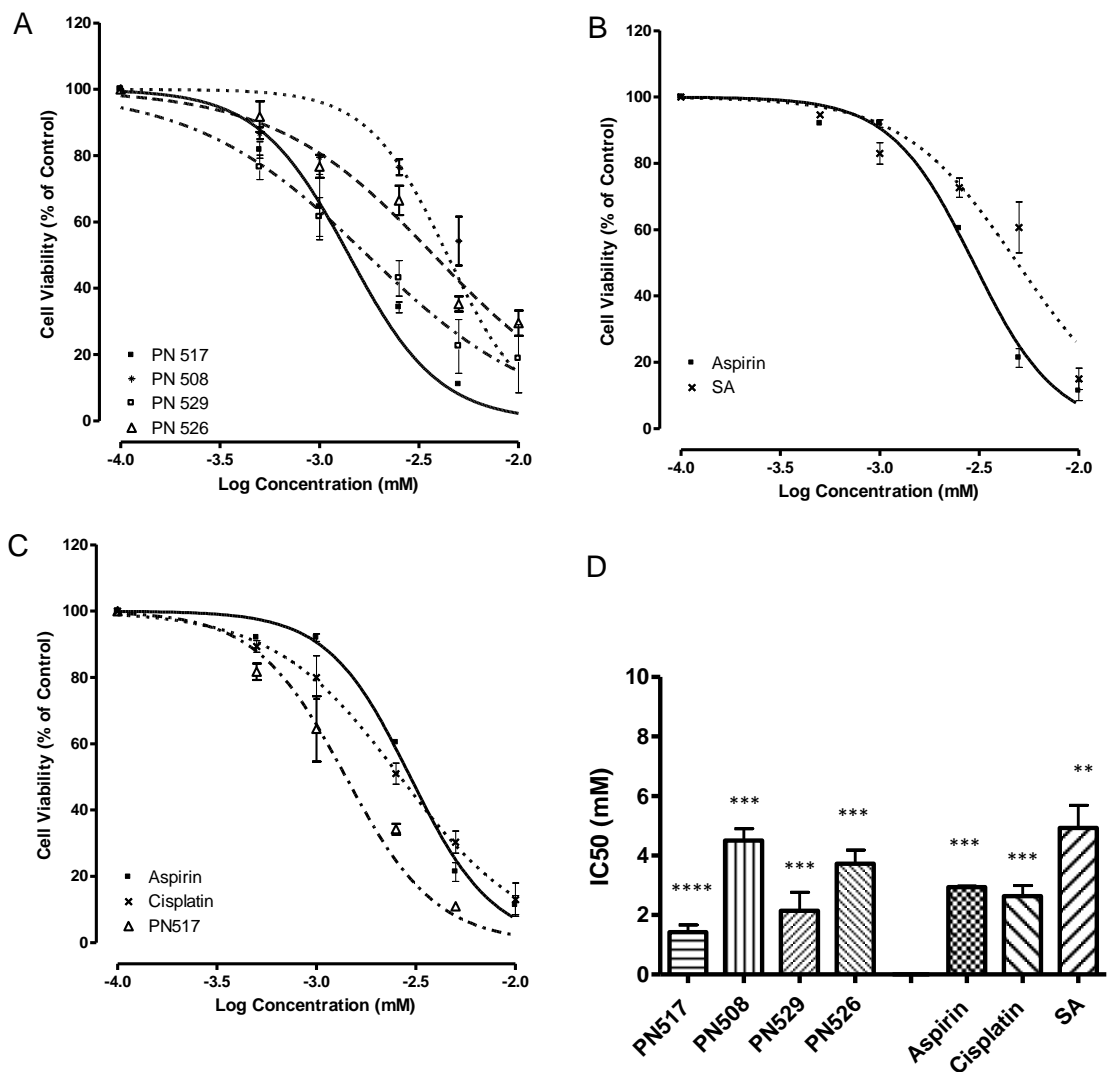 A
120
100
80
60
40
20
0
Cell Viability (% of Control)
PN 517
PN 508
PN 529
PN 526
-4.0 -3.5 -3.0 -2.5 -2.0
Log Concentration (mM)
B
120
100
80
60
40
20
0
Cell Viability (% of Control)
Aspirin
SA
-4.0 -3.5 -3.0 -2.5 -2.0
Log Concentration (mM)
C
120
100
80
60
40
20
0
Cell Viability (% of Control)
Aspirin
Cisplatin
PN517
-4.0 -3.5 -3.0 -2.5 -2.0
Log Concentration (mM)
D
10
8
6
4
2
0
IC50 (mM)
**** *** *** *** *** *** **
PN517 PN508 PN529 PN526 Aspirin Cisplatin SA